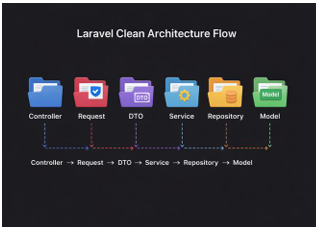 Laravel Clean Architecture Flow
DTO
Model
Controller Request DTO Service Repository Model
Controller → Request → DTO → Service → Repository → Model